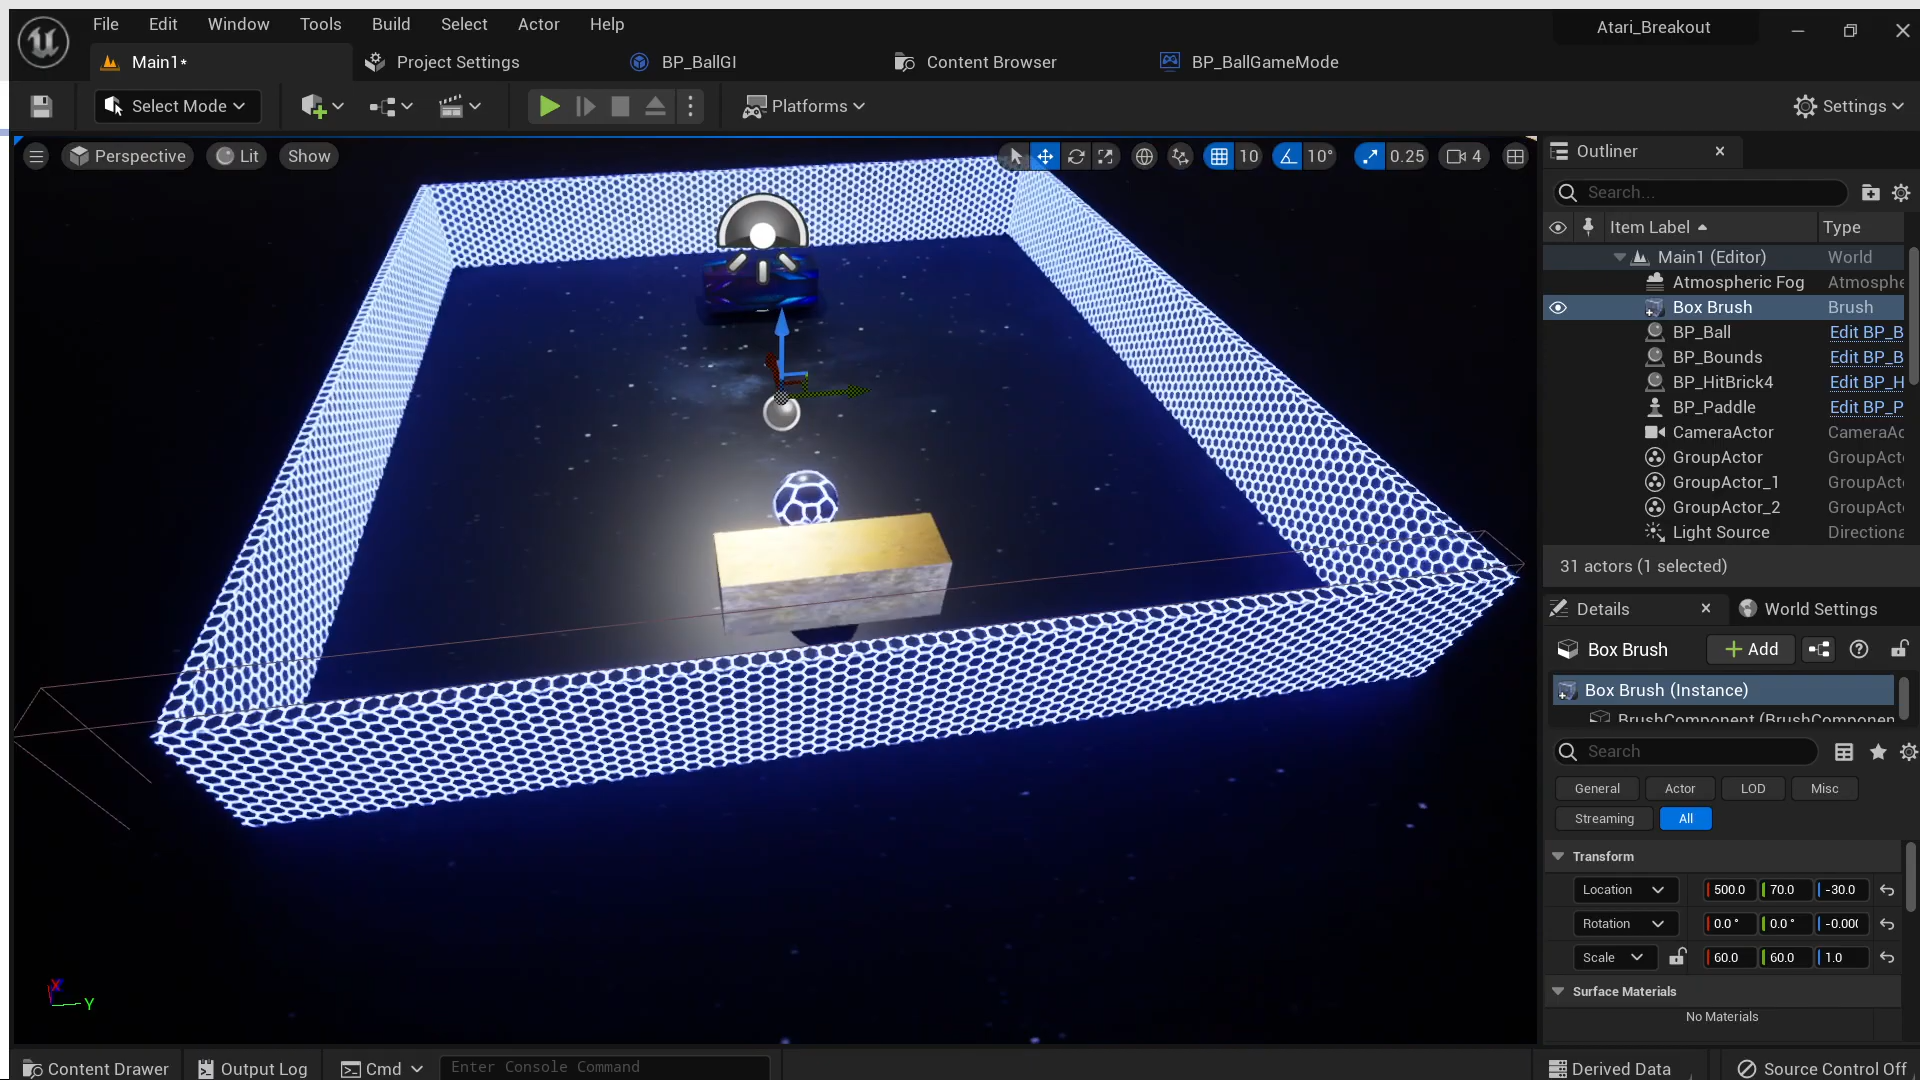 File Edit Window Tools Build Select Actor Help
Atari_Breakout
Main1*
Project Settings
BP_BallGI
Content Browser
BP_BallGameMode
Select Mode
Platforms
Settings
Perspective
Lit
Show
10
10°
0.25
4
Outliner
Search...
Item Label
Type
Main1 (Editor) World
Atmospheric Fog Atmosphe
Box Brush Brush
BP_Ball Edit BP_B
BP_Bounds Edit BP_B
BP_HitBrick4 Edit BP_H
BP_Paddle Edit BP_P
CameraActor CameraAc
GroupActor GroupActo
GroupActor_1 GroupActo
GroupActor_2 GroupActo
Light Source Directiona
31 actors (1 selected)
Details
World Settings
Box Brush
+ Add
Box Brush (Instance)
BrushComponent (BrushComponen
Search
General Actor LOD Misc
Streaming All
Transform
Location 500.0 70.0 -30.0
Rotation 0.0° 0.0° -0.00(
Scale 60.0 60.0 1.0
Surface Materials
No Materials
X
Y
Content Drawer
Output Log
Cmd
Enter Console Command
Derived Data
Source Control Off